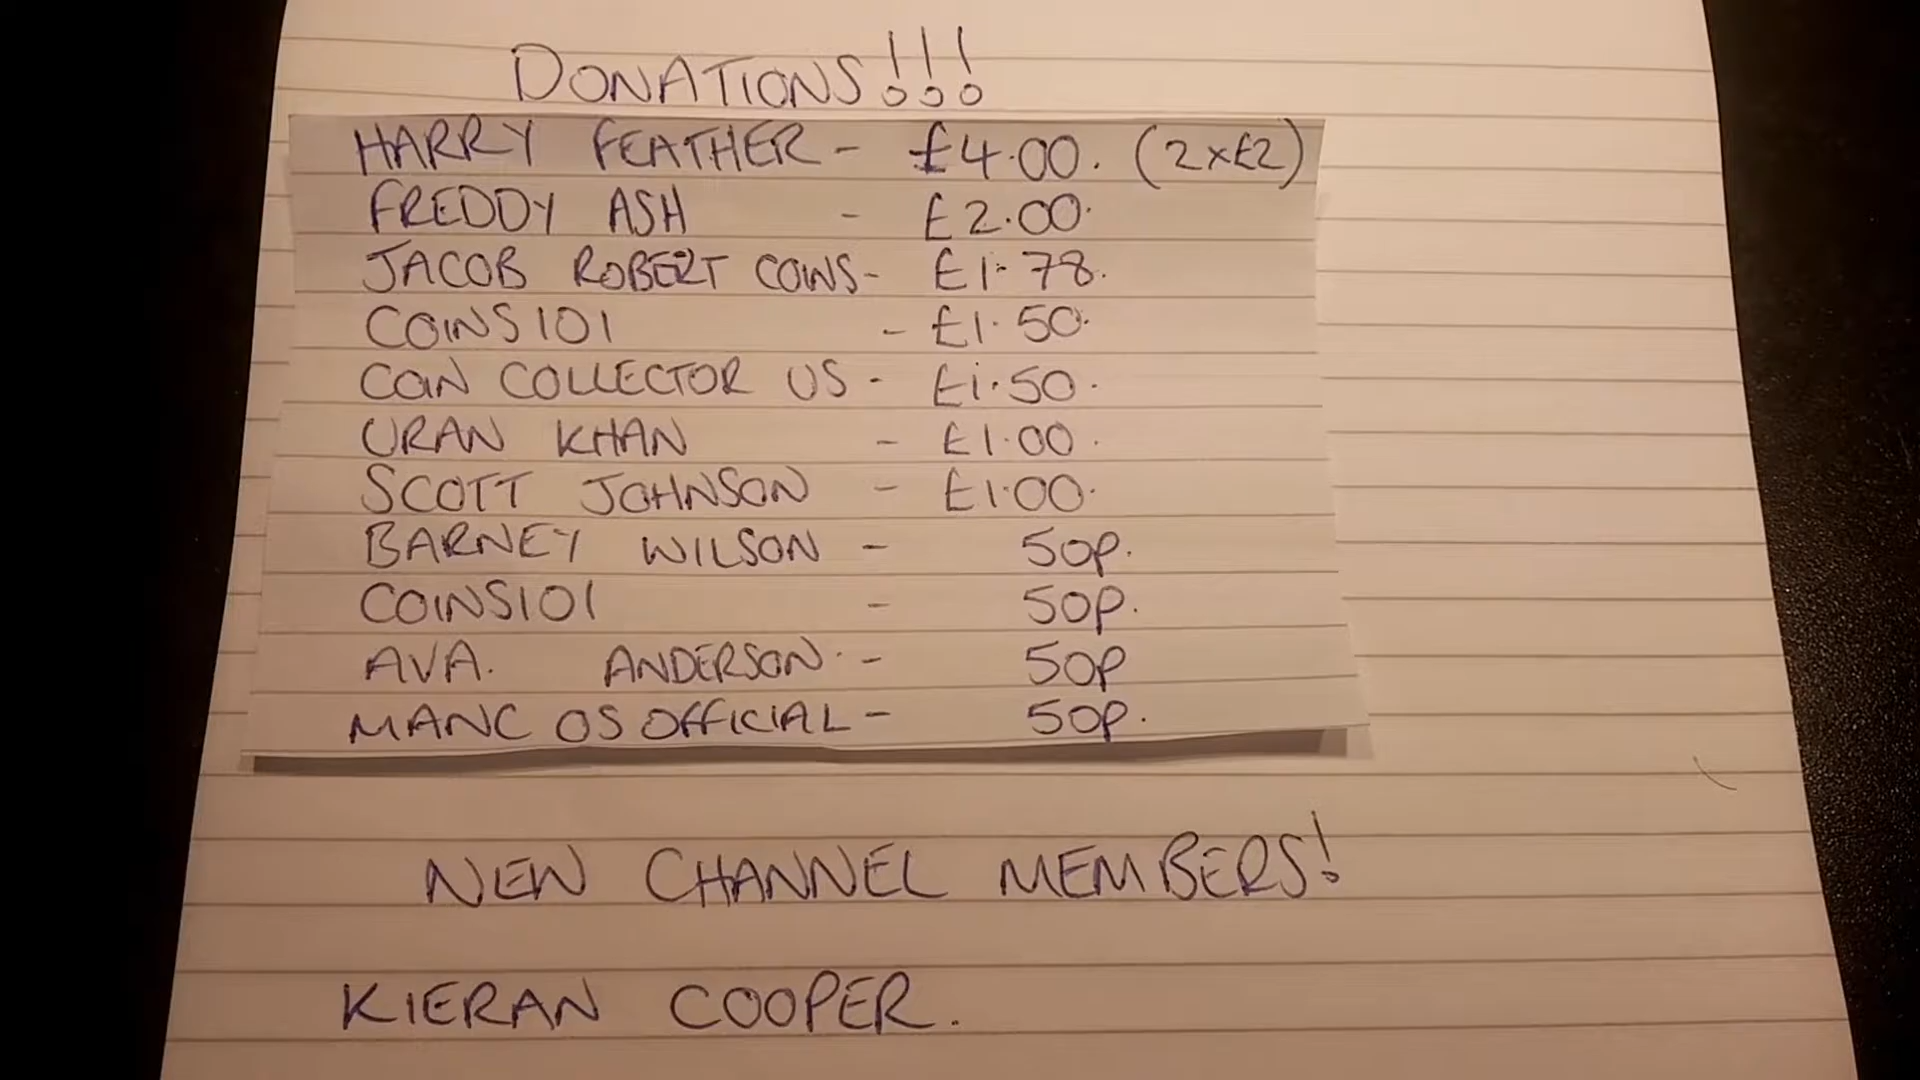 DONATIONS!!!
HARRY FEATHER - £4.00. (2x£2)
FREDDY ASH - £2.00.
JACOB ROBERT COINS - £1.78.
COINS101 - £1.50.
COIN COLLECTOR US - £1.50.
URAN KHAN - £1.00.
SCOTT JOHNSON - £1.00.
BARNEY WILSON - 50p.
COINS101 - 50p.
AVA. ANDERSON - 50p
MANC OS OFFICIAL - 50p.
NEW CHANNEL MEMBERS!
KIERAN COOPER.